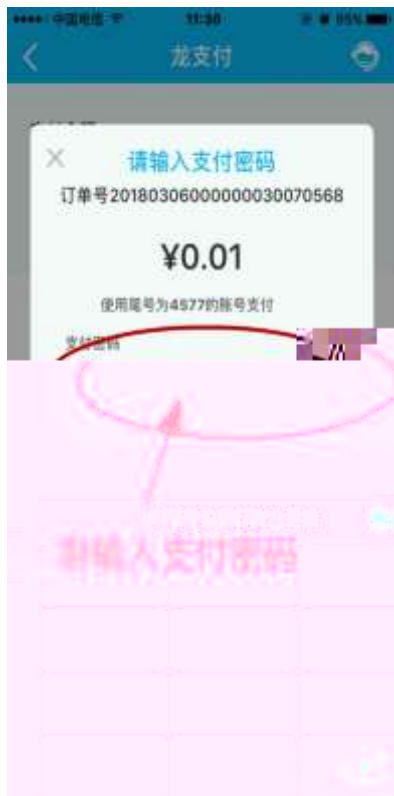 中国电信 11:30 95%
龙支付
请输入支付密码
订单号20180306000000030070568
¥0.01
使用尾号为4577的账号支付
支付密码
请输入支付密码